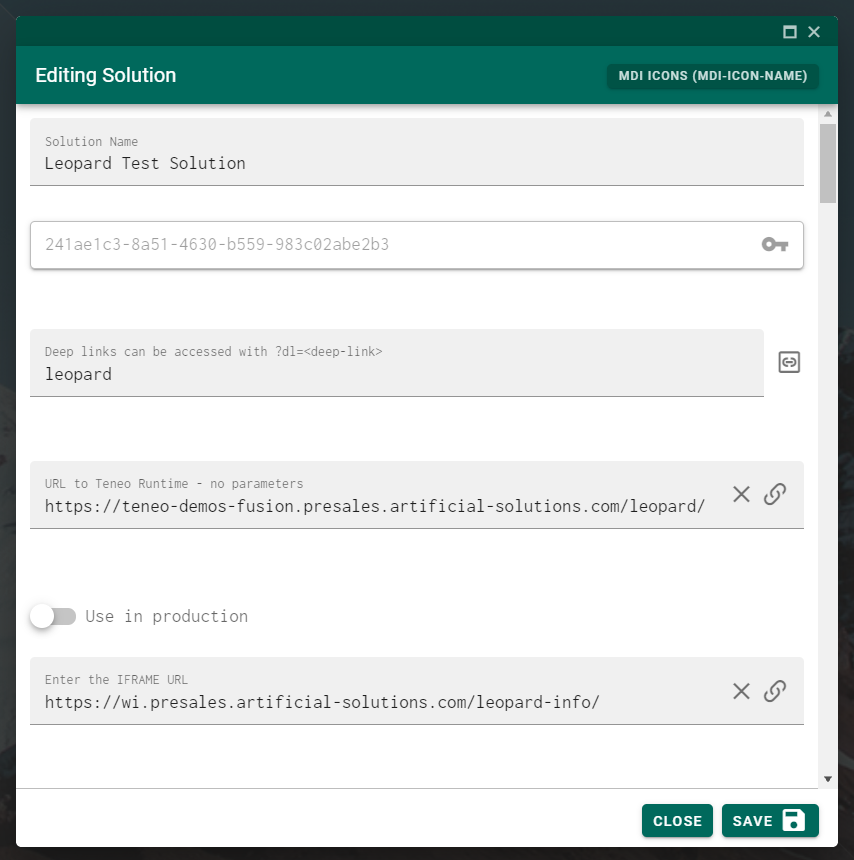 Editing Solution
MDI ICONS (MDI-ICON-NAME)
Solution Name
Leopard Test Solution
241ae1c3-8a51-4630-b559-983c02abe2b3
Deep links can be accessed with ?dl=<deep-link>
leopard
URL to Teneo Runtime - no parameters
https://teneo-demos-fusion.presales.artificial-solutions.com/leopard/
Use in production
Enter the IFRAME URL
https://wi.presales.artificial-solutions.com/leopard-info/
CLOSE
SAVE